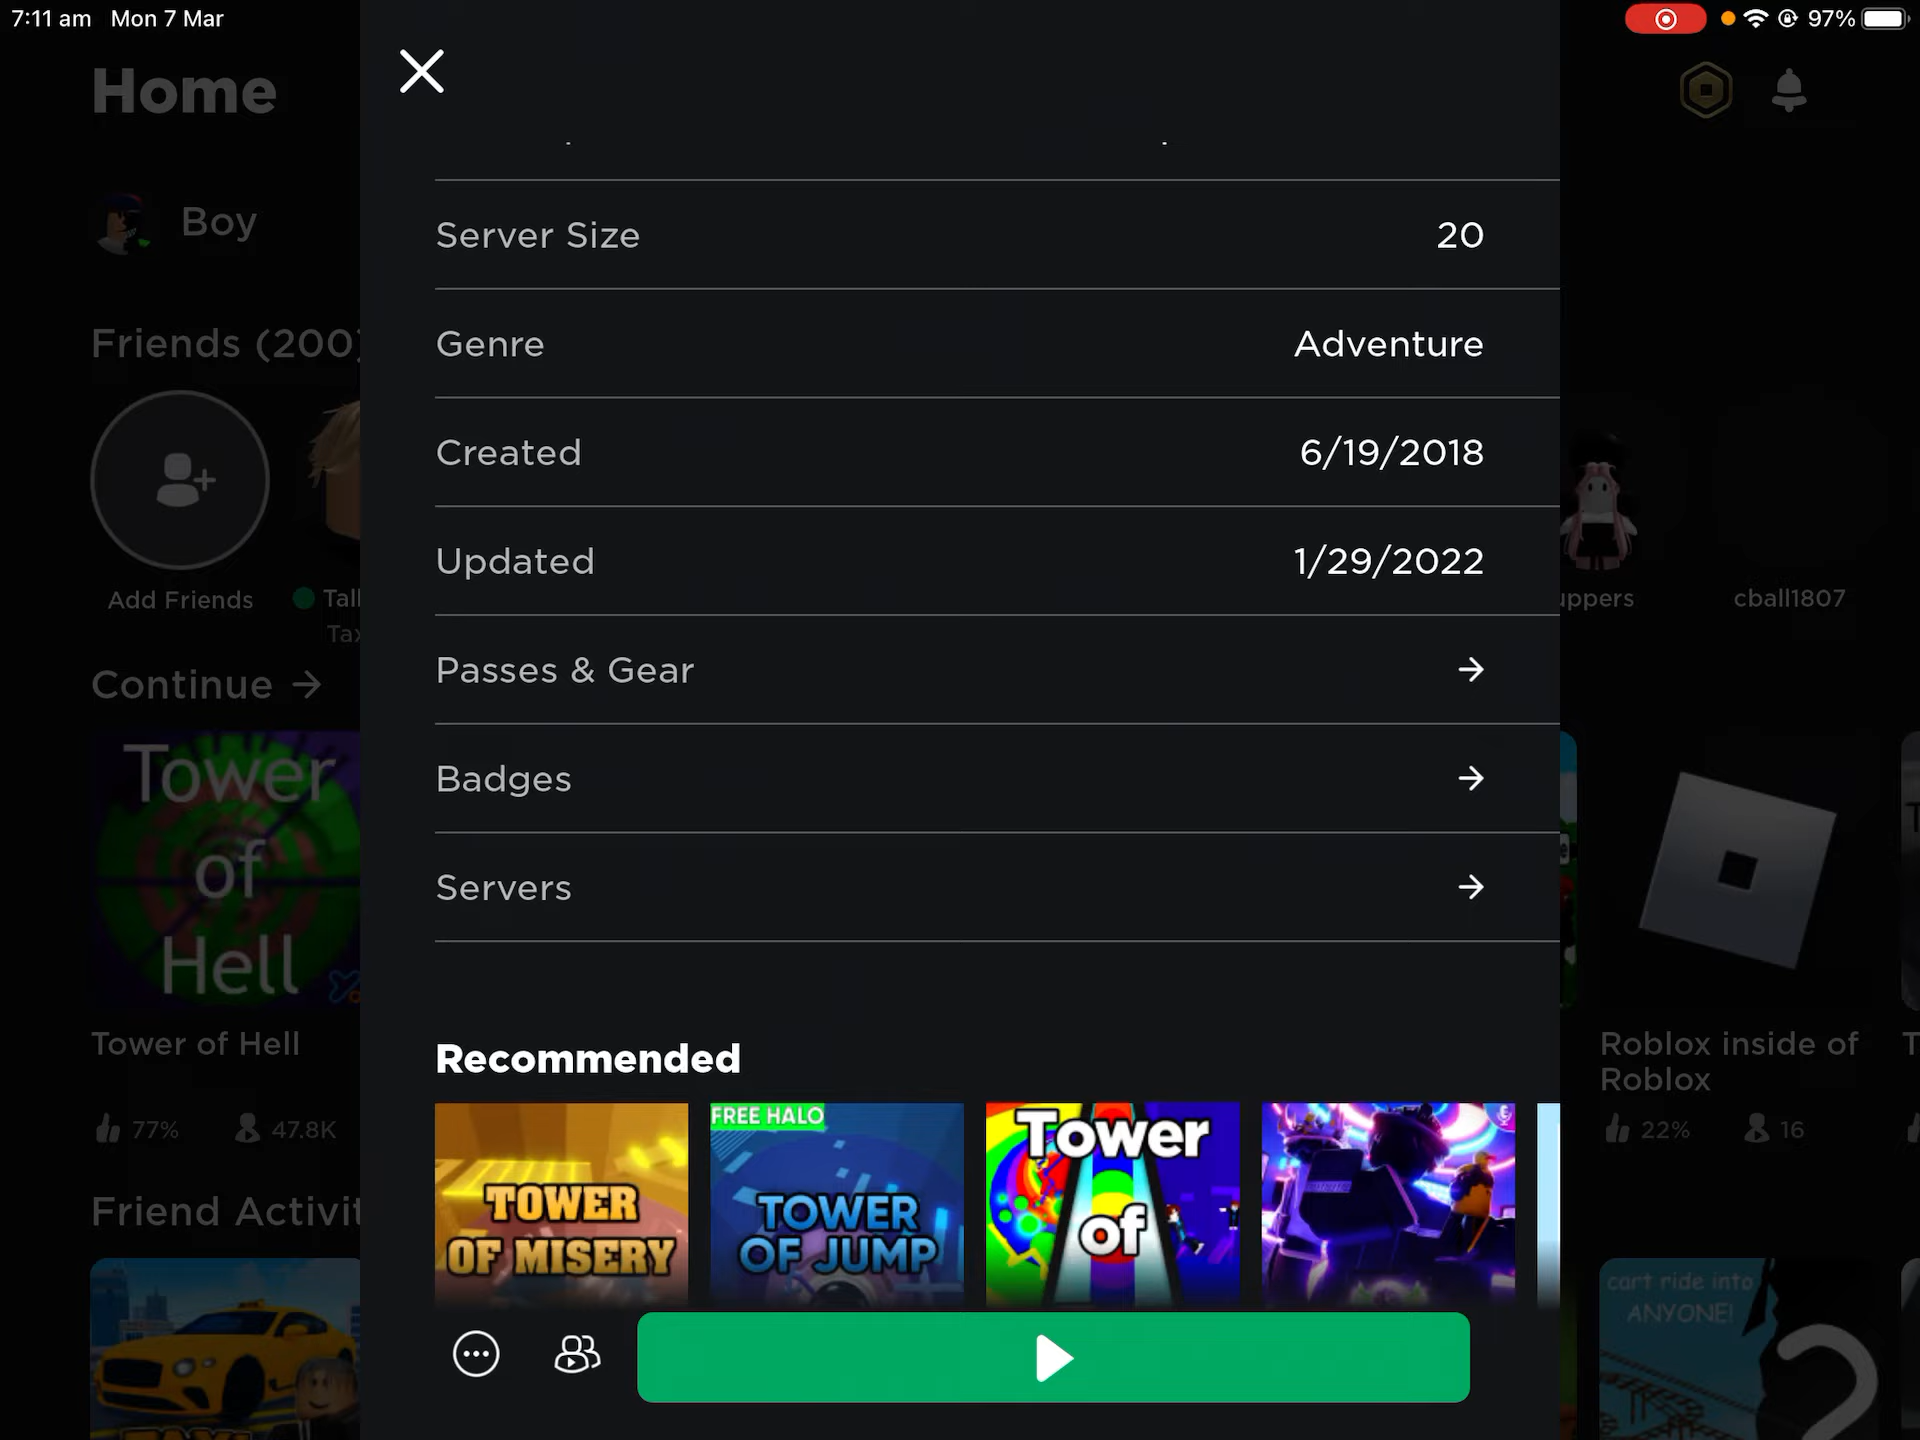 7:11 am Mon 7 Mar
97%
Home
Boy
Friends (200)
Add Friends
Tall
Tax
uppers
cball1807
Continue →
Tower
of
Hell
Tower of Hell
77% 47.8K
Friend Activit
Server Size 20
Genre Adventure
Created 6/19/2018
Updated 1/29/2022
Passes & Gear →
Badges →
Servers →
Recommended
TOWER
OF MISERY
FREE HALO
TOWER
OF JUMP
Tower
of
Roblox inside of
Roblox
22% 16
cart ride into
ANYONE!
?
TAXI